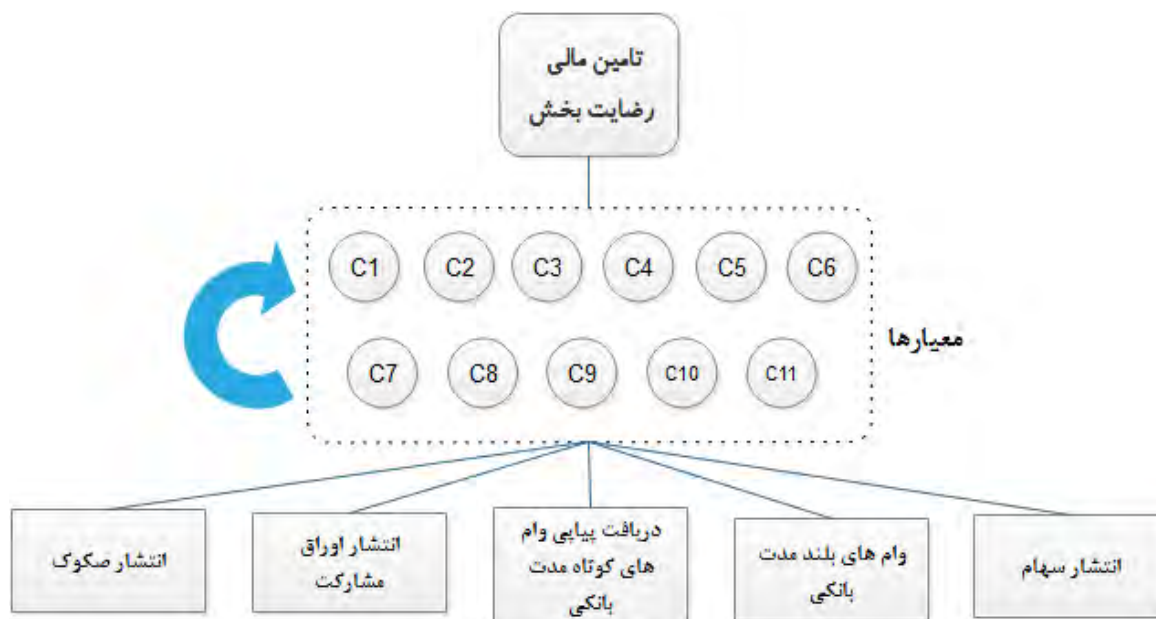 تامین مالی
رضایت بخش
C1 C2 C3 C4 C5 C6
معیارها
C7 C8 C9 C10 C11
انتشار سهام
وام های بلند مدت
بانکی
دریافت پیاپی وام
های کوتاه مدت
بانکی
انتشار اوراق
مشارکت
انتشار صکوک